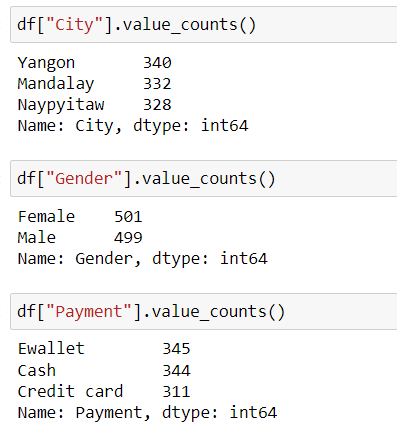 df["City"].value_counts()
Yangon       340
Mandalay     332
Naypyitaw    328
Name: City, dtype: int64
df["Gender"].value_counts()
Female    501
Male      499
Name: Gender, dtype: int64
df["Payment"].value_counts()
Ewallet        345
Cash           344
Credit card    311
Name: Payment, dtype: int64